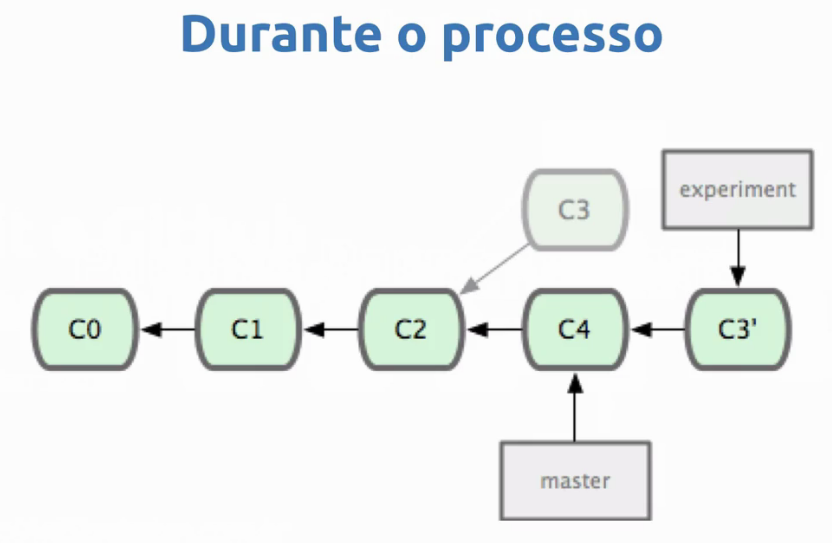 Durante o processo
C3
experiment
C0
C1
C2
C4
C3'
master